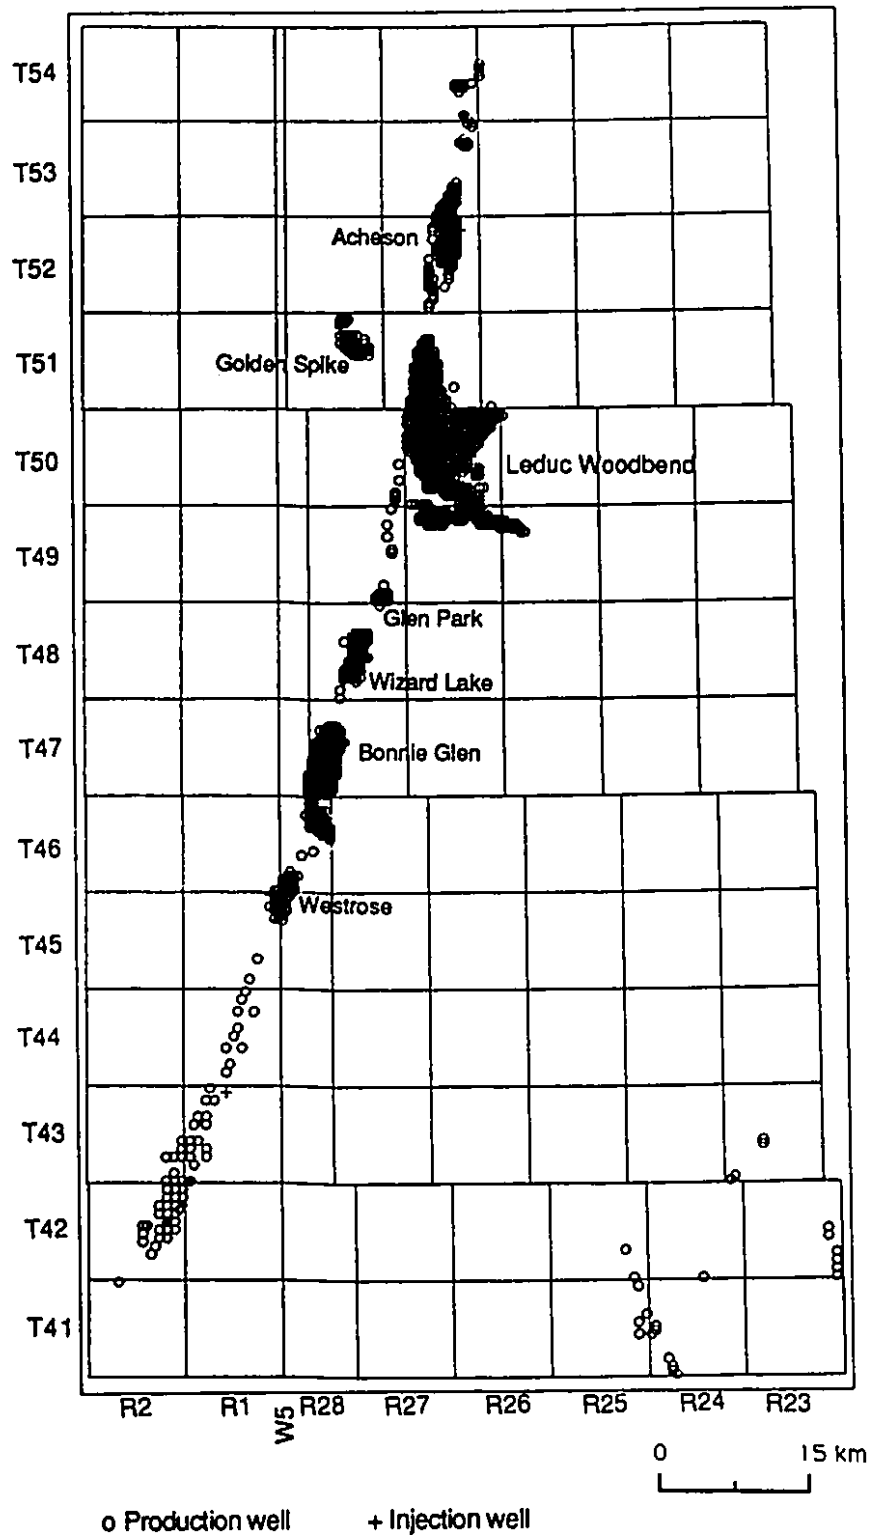 T54
T53
Acheson
T52
T51
Golden Spike
T50
Leduc Woodbend
T49
Glen Park
T48
Wizard Lake
T47
Bonnie Glen
T46
Westrose
T45
T44
T43
T42
T41
R2 R1 W5 R28 R27 R26 R25 R24 R23
0 15 km
o Production well + Injection well